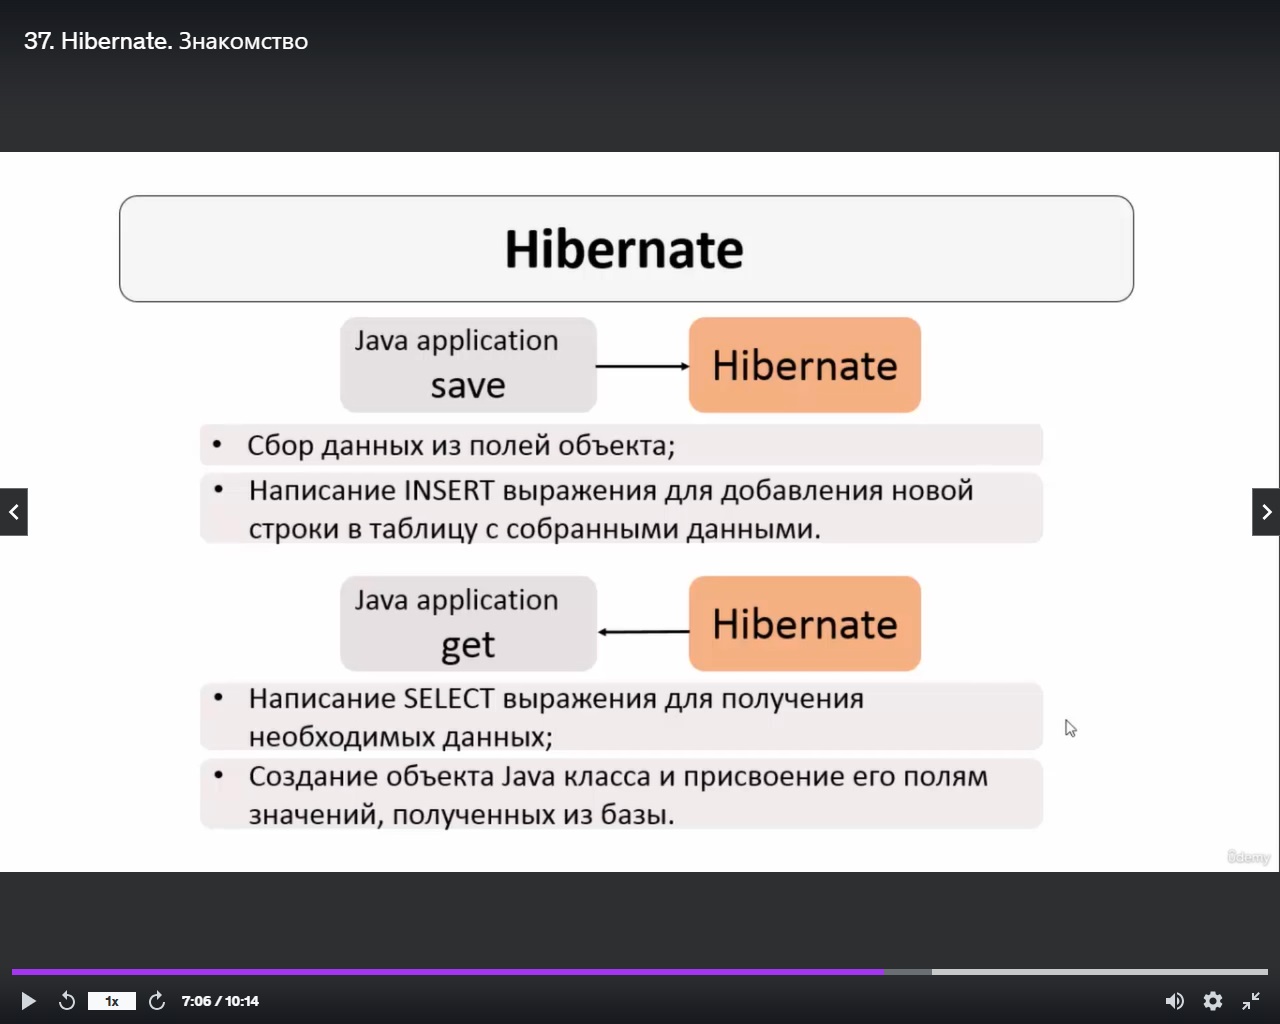 37. Hibernate. Знакомство
Hibernate
Java application
save
Hibernate
• Сбор данных из полей объекта;
• Написание INSERT выражения для добавления новой
строки в таблицу с собранными данными.
Java application
get
Hibernate
• Написание SELECT выражения для получения
необходимых данных;
• Создание объекта Java класса и присвоение его полям
значений, полученных из базы.
ûdemy
1x
7:06 / 10:14